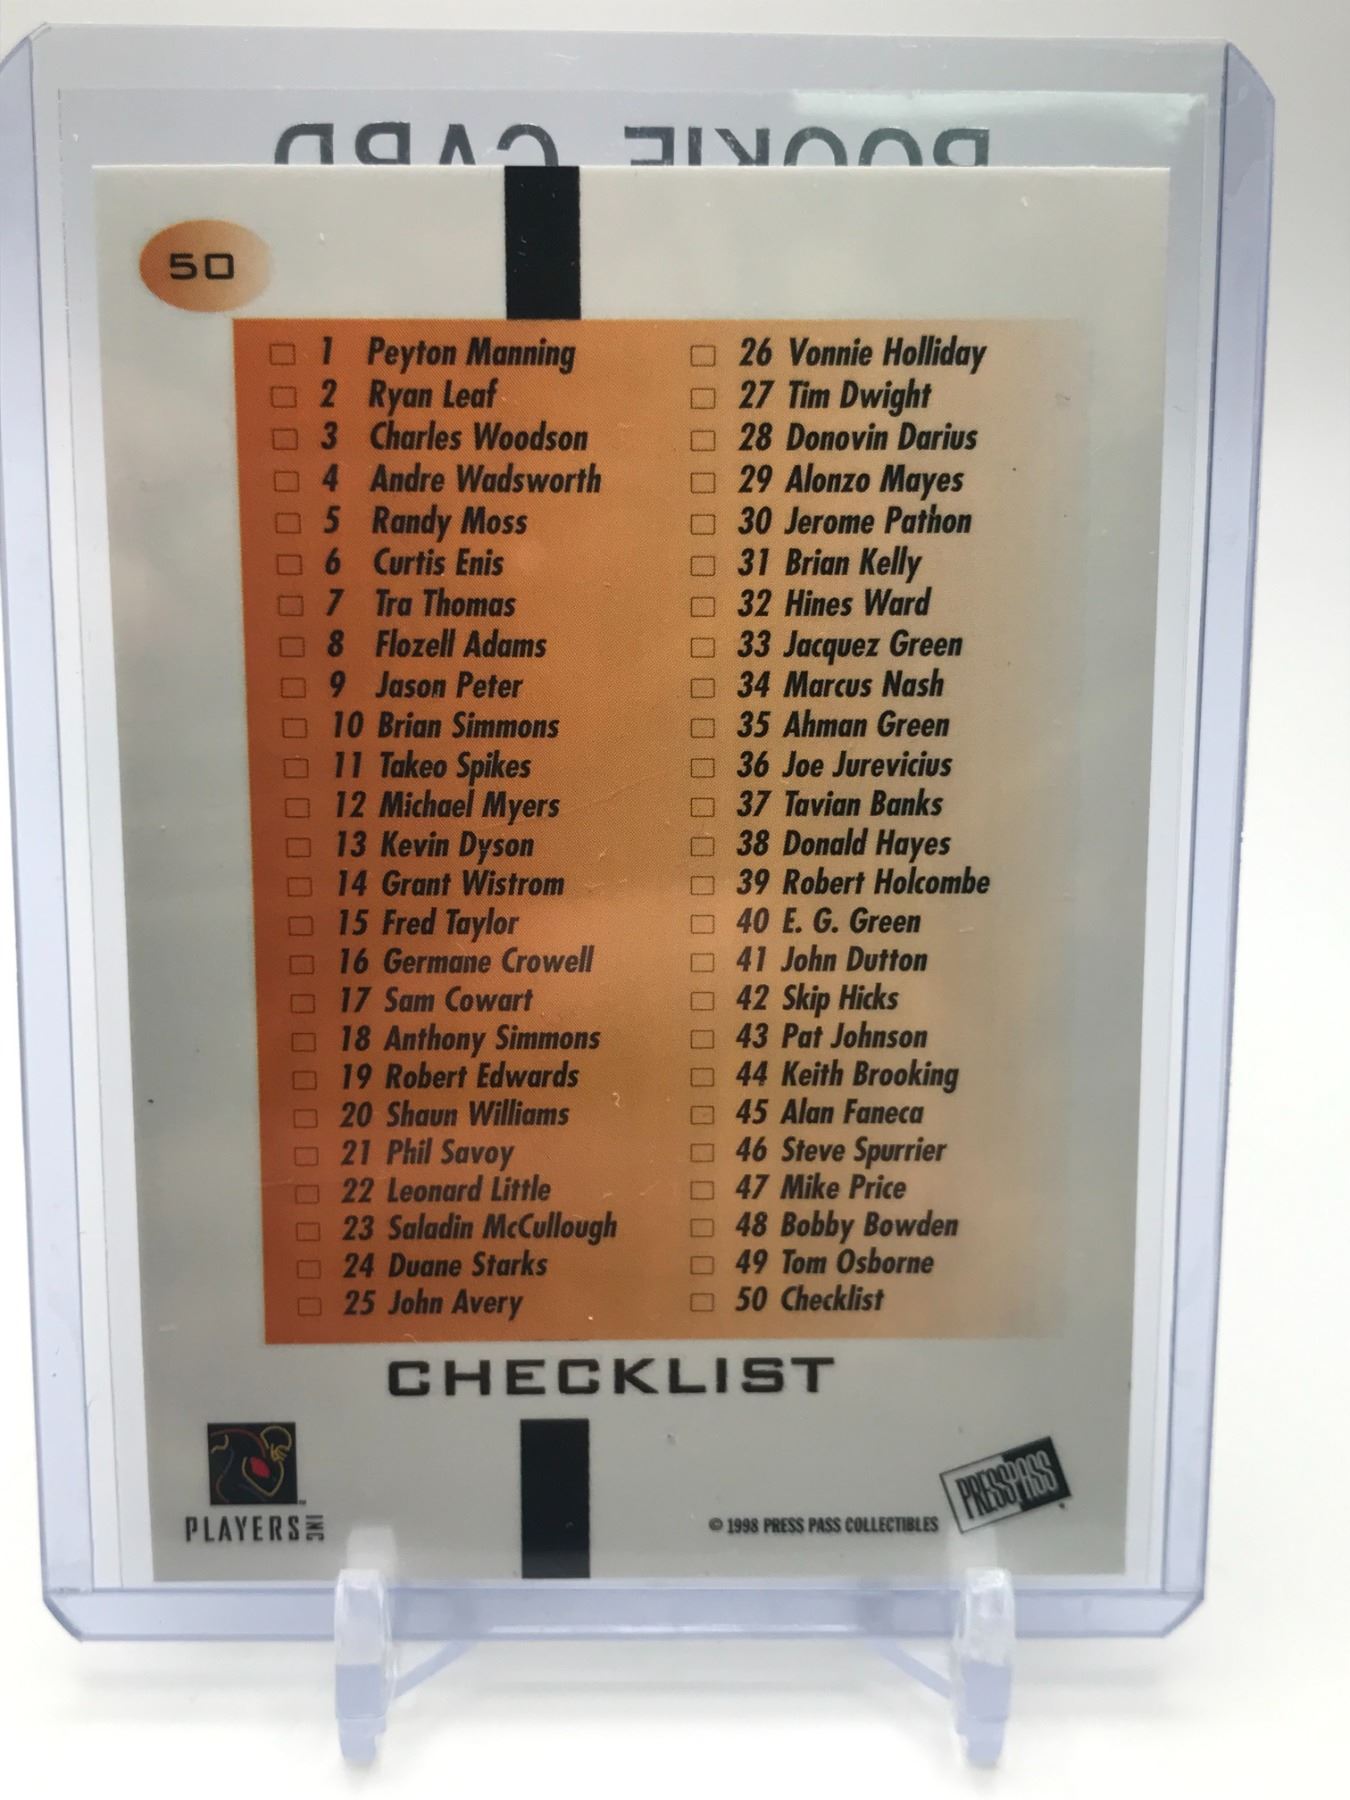 ROOKIE CARD
50
1 Peyton Manning
2 Ryan Leaf
3 Charles Woodson
4 Andre Wadsworth
5 Randy Moss
6 Curtis Enis
7 Tra Thomas
8 Flozell Adams
9 Jason Peter
10 Brian Simmons
11 Takeo Spikes
12 Michael Myers
13 Kevin Dyson
14 Grant Wistrom
15 Fred Taylor
16 Germane Crowell
17 Sam Cowart
18 Anthony Simmons
19 Robert Edwards
20 Shaun Williams
21 Phil Savoy
22 Leonard Little
23 Saladin McCullough
24 Duane Starks
25 John Avery
26 Vonnie Holliday
27 Tim Dwight
28 Donovin Darius
29 Alonzo Mayes
30 Jerome Pathon
31 Brian Kelly
32 Hines Ward
33 Jacquez Green
34 Marcus Nash
35 Ahman Green
36 Joe Jurevicius
37 Tavian Banks
38 Donald Hayes
39 Robert Holcombe
40 E. G. Green
41 John Dutton
42 Skip Hicks
43 Pat Johnson
44 Keith Brooking
45 Alan Faneca
46 Steve Spurrier
47 Mike Price
48 Bobby Bowden
49 Tom Osborne
50 Checklist
CHECKLIST
PLAYERS INC
™
© 1998 PRESS PASS COLLECTIBLES
PRESS PASS